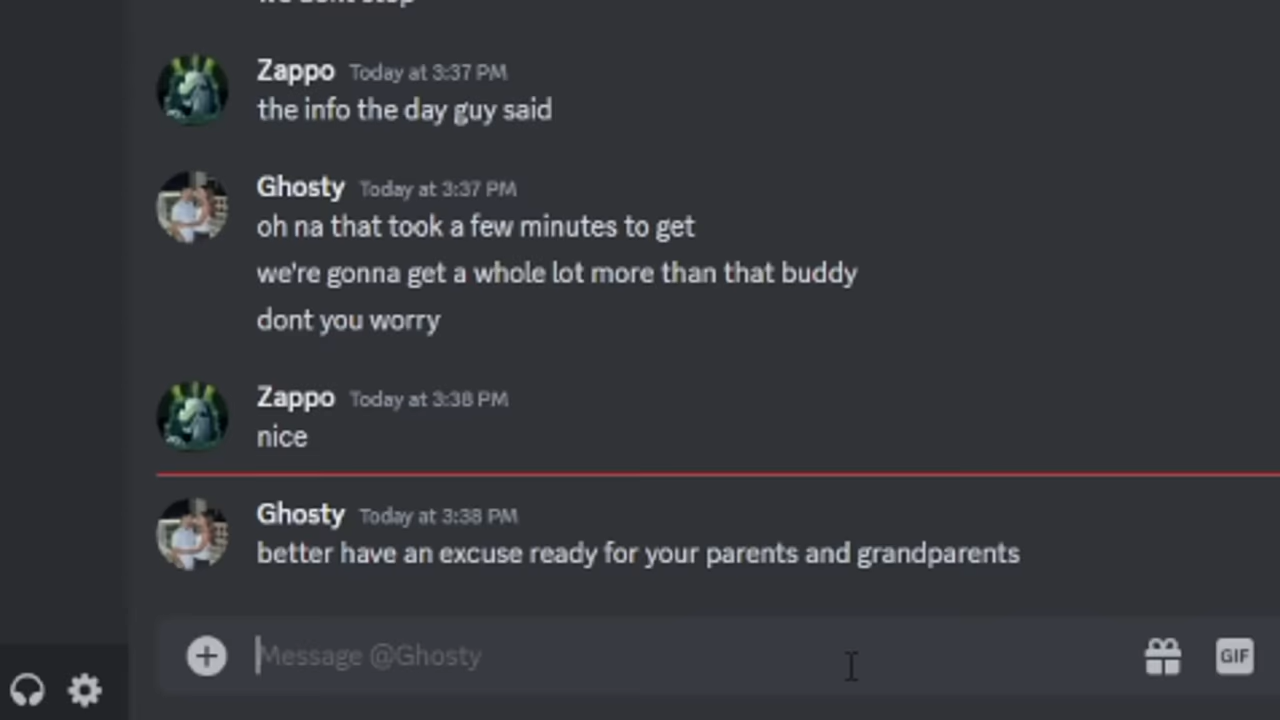 we dont stop
Zappo Today at 3:37 PM
the info the day guy said
Ghosty Today at 3:37 PM
oh na that took a few minutes to get
we're gonna get a whole lot more than that buddy
dont you worry
Zappo Today at 3:38 PM
nice
Ghosty Today at 3:38 PM
better have an excuse ready for your parents and grandparents
Message @Ghosty
GIF